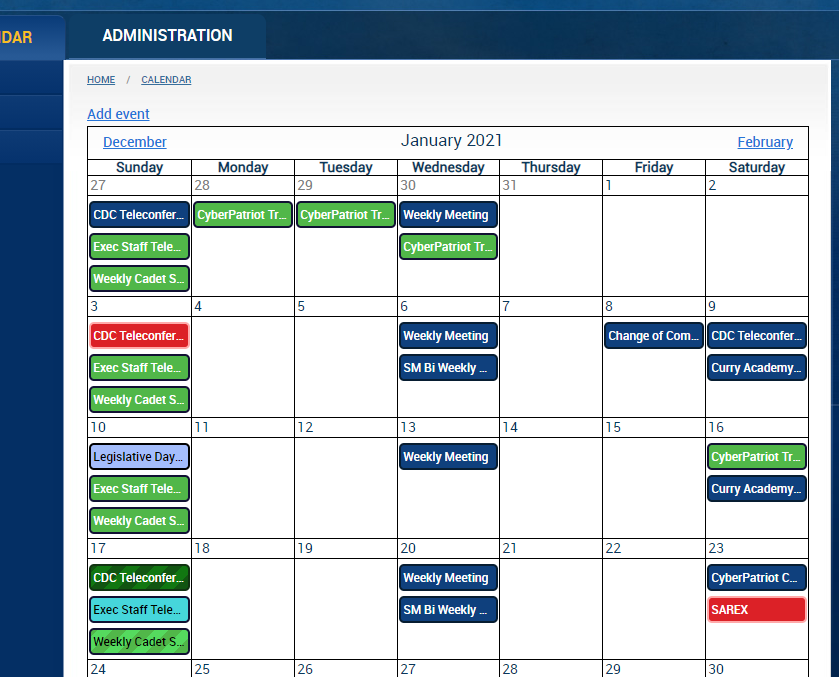 DAR
ADMINISTRATION
HOME / CALENDAR
Add event
December January 2021 February
Sunday Monday Tuesday Wednesday Thursday Friday Saturday
27 28 29 30 31 1 2
CDC Teleconfer... CyberPatriot Tr... CyberPatriot Tr... Weekly Meeting
Exec Staff Tele... CyberPatriot Tr...
Weekly Cadet S...
3 4 5 6 7 8 9
CDC Teleconfer... Weekly Meeting Change of Com... CDC Teleconfer...
Exec Staff Tele... SM Bi Weekly ... Curry Academy...
Weekly Cadet S...
10 11 12 13 14 15 16
Legislative Day... Weekly Meeting CyberPatriot Tr...
Exec Staff Tele... Curry Academy...
Weekly Cadet S...
17 18 19 20 21 22 23
CDC Teleconfer... Weekly Meeting CyberPatriot C...
Exec Staff Tele... SM Bi Weekly ... SAREX
Weekly Cadet S...
24 25 26 27 28 29 30